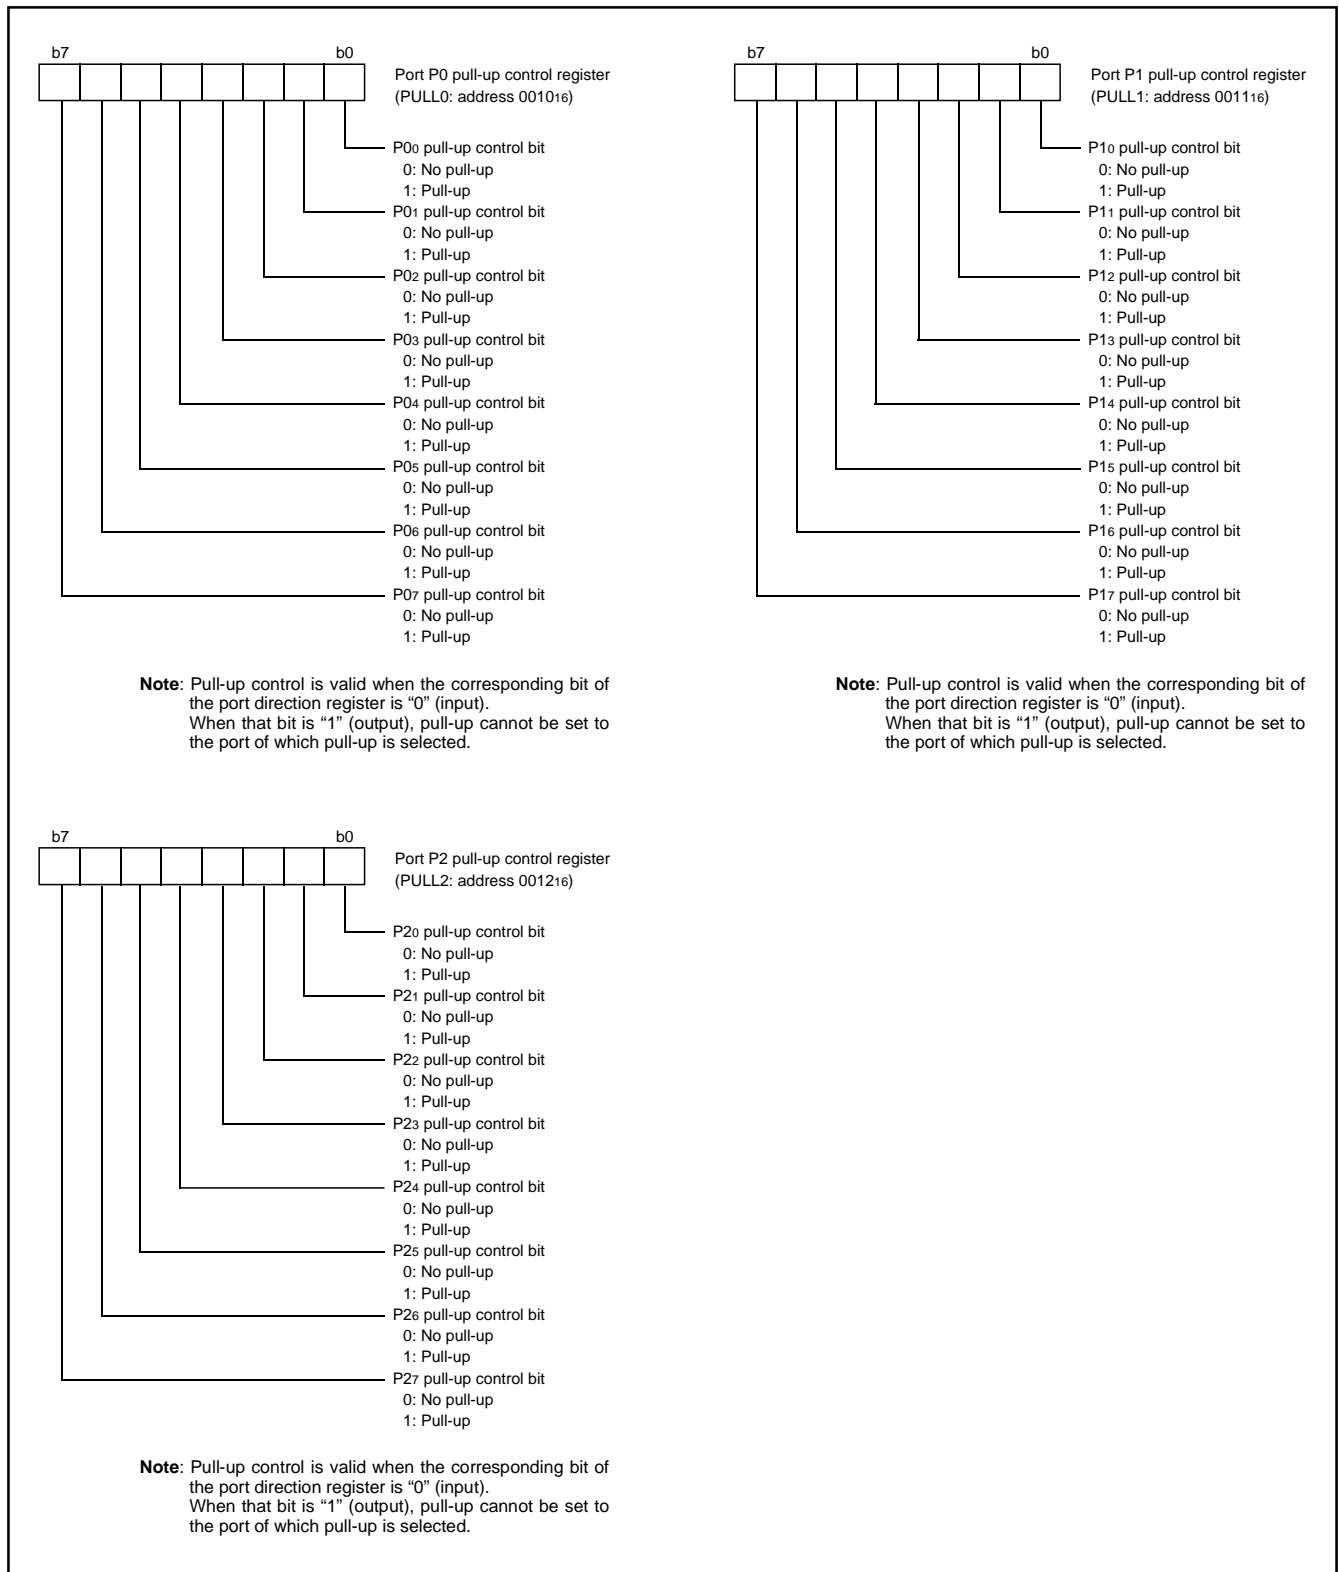 b7 b0
Port P0 pull-up control register
(PULL0: address 001016)
P00 pull-up control bit
0: No pull-up
1: Pull-up
P01 pull-up control bit
0: No pull-up
1: Pull-up
P02 pull-up control bit
0: No pull-up
1: Pull-up
P03 pull-up control bit
0: No pull-up
1: Pull-up
P04 pull-up control bit
0: No pull-up
1: Pull-up
P05 pull-up control bit
0: No pull-up
1: Pull-up
P06 pull-up control bit
0: No pull-up
1: Pull-up
P07 pull-up control bit
0: No pull-up
1: Pull-up
Note: Pull-up control is valid when the corresponding bit of
the port direction register is “0” (input).
When that bit is “1” (output), pull-up cannot be set to
the port of which pull-up is selected.
b7 b0
Port P1 pull-up control register
(PULL1: address 001116)
P10 pull-up control bit
0: No pull-up
1: Pull-up
P11 pull-up control bit
0: No pull-up
1: Pull-up
P12 pull-up control bit
0: No pull-up
1: Pull-up
P13 pull-up control bit
0: No pull-up
1: Pull-up
P14 pull-up control bit
0: No pull-up
1: Pull-up
P15 pull-up control bit
0: No pull-up
1: Pull-up
P16 pull-up control bit
0: No pull-up
1: Pull-up
P17 pull-up control bit
0: No pull-up
1: Pull-up
Note: Pull-up control is valid when the corresponding bit of
the port direction register is “0” (input).
When that bit is “1” (output), pull-up cannot be set to
the port of which pull-up is selected.
b7 b0
Port P2 pull-up control register
(PULL2: address 001216)
P20 pull-up control bit
0: No pull-up
1: Pull-up
P21 pull-up control bit
0: No pull-up
1: Pull-up
P22 pull-up control bit
0: No pull-up
1: Pull-up
P23 pull-up control bit
0: No pull-up
1: Pull-up
P24 pull-up control bit
0: No pull-up
1: Pull-up
P25 pull-up control bit
0: No pull-up
1: Pull-up
P26 pull-up control bit
0: No pull-up
1: Pull-up
P27 pull-up control bit
0: No pull-up
1: Pull-up
Note: Pull-up control is valid when the corresponding bit of
the port direction register is “0” (input).
When that bit is “1” (output), pull-up cannot be set to
the port of which pull-up is selected.